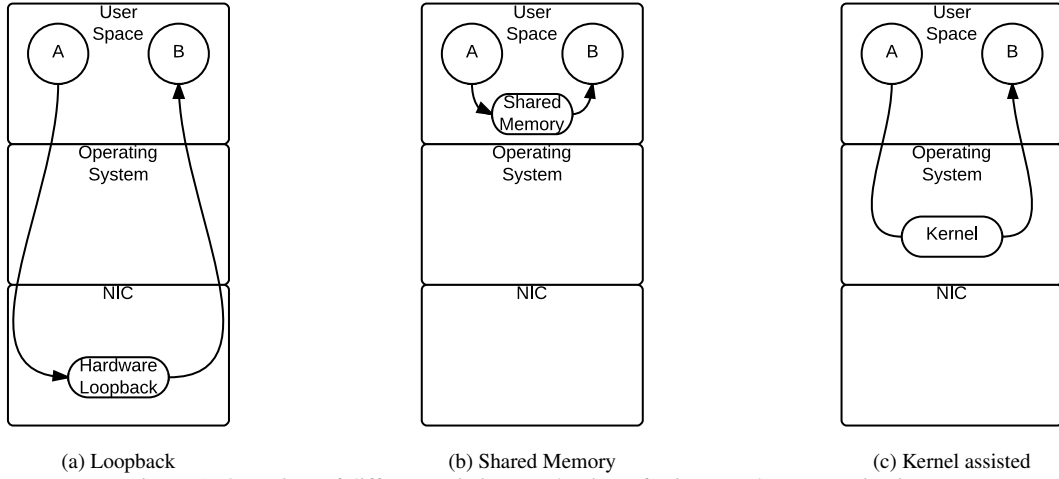 User
Space
A
B
Operating
System
NIC
Hardware
Loopback
(a) Loopback
User
Space
A
B
Shared
Memory
Operating
System
NIC
(b) Shared Memory
User
Space
A
B
Operating
System
Kernel
NIC
(c) Kernel assisted